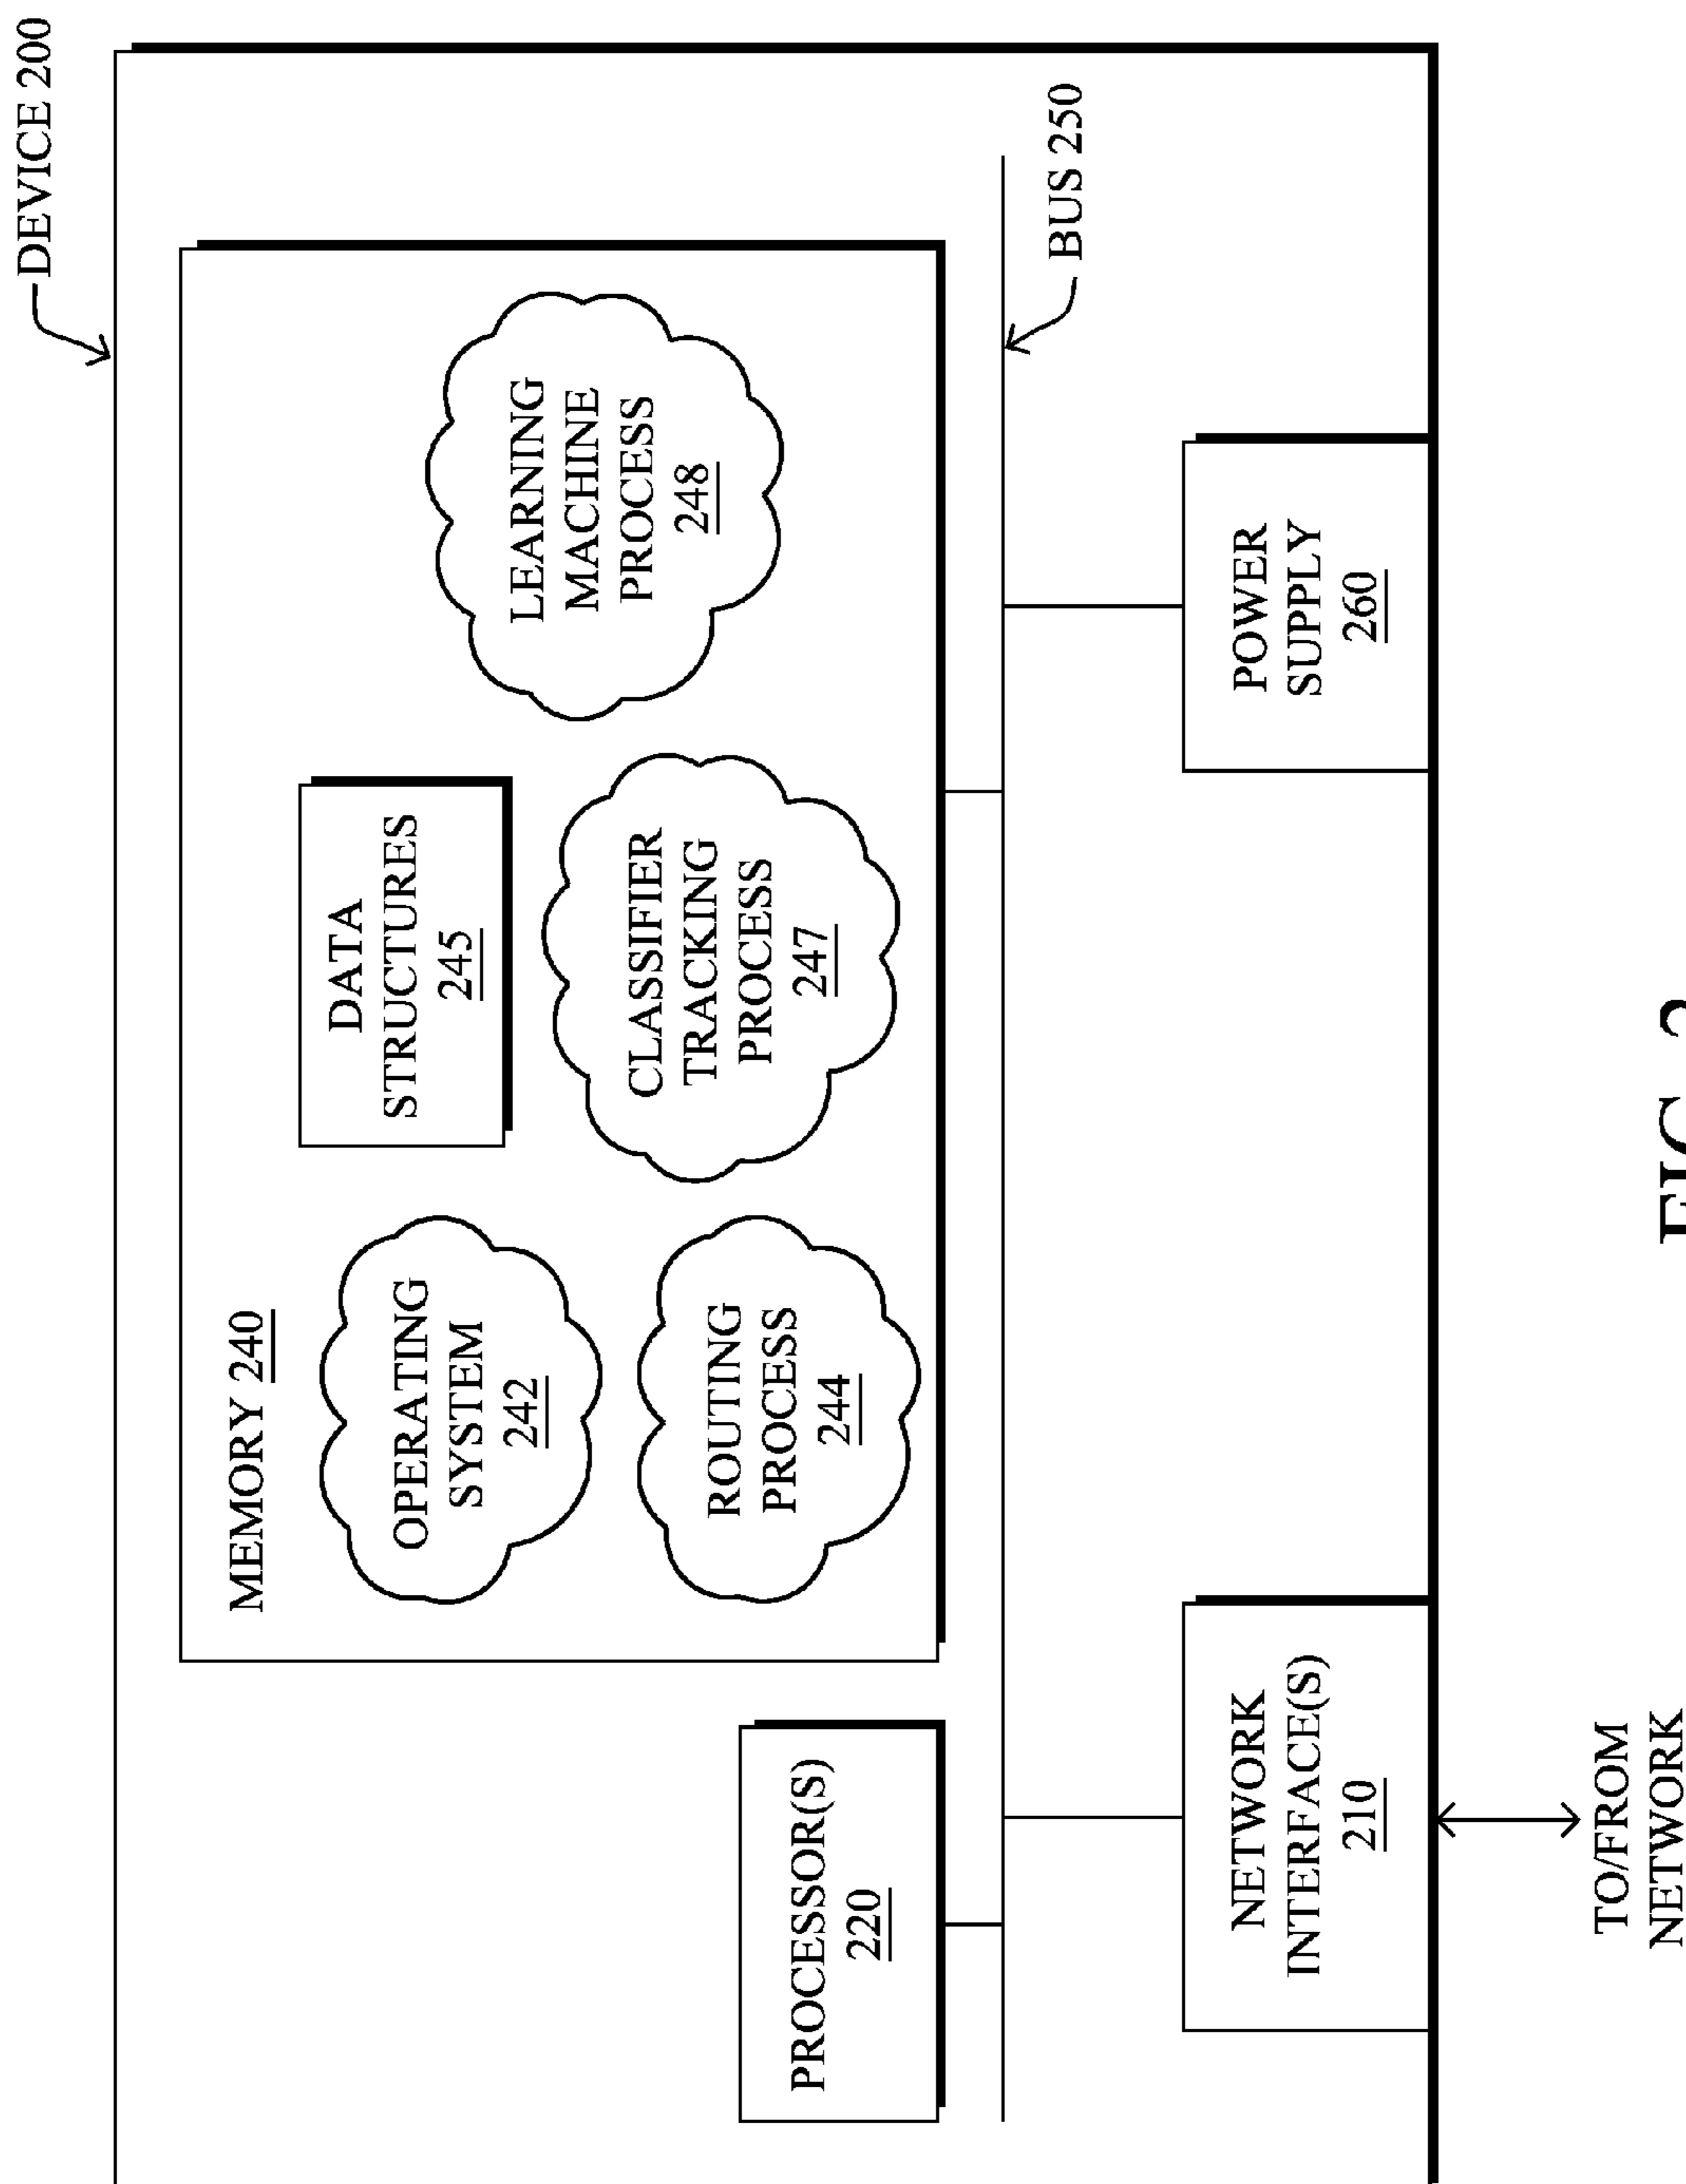 DEVICE 200
MEMORY 240
OPERATING
SYSTEM
242
ROUTING
PROCESS
244
DATA
STRUCTURES
245
CLASSIFIER
TRACKING
PROCESS
247
LEARNING
MACHINE
PROCESS
248
PROCESSOR(S)
220
BUS 250
NETWORK
INTERFACE(S)
210
POWER
SUPPLY
260
TO/FROM
NETWORK